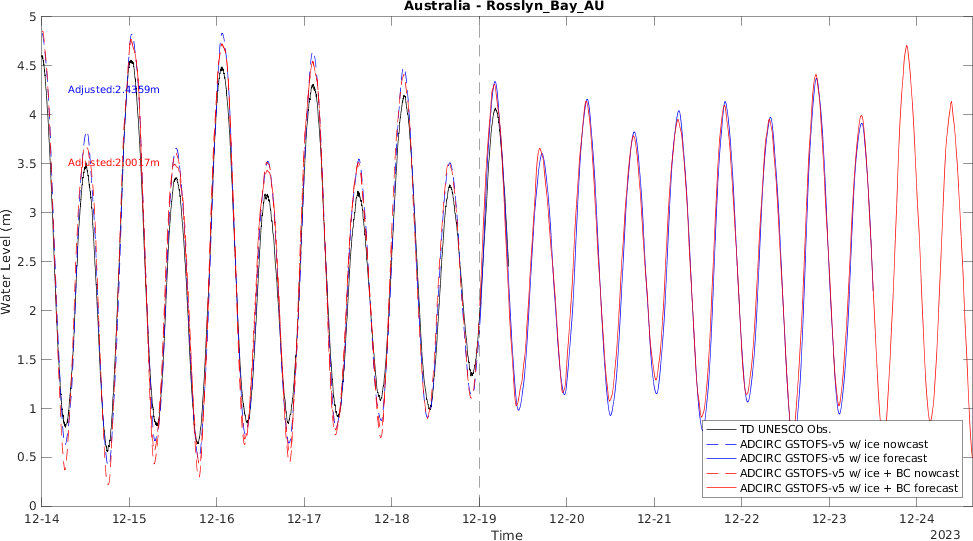 Australia - Rosslyn_Bay_AU
5
4.5
4
3.5
3
2.5
2
1.5
1
0.5
0
Water Level (m)
Adjusted:2.4359m
Adjusted:2.0017m
TD UNESCO Obs.
ADCIRC GSTOFS-v5 w/ ice nowcast
ADCIRC GSTOFS-v5 w/ ice forecast
ADCIRC GSTOFS-v5 w/ ice + BC nowcast
ADCIRC GSTOFS-v5 w/ ice + BC forecast
12-14 12-15 12-16 12-17 12-18 12-19 12-20 12-21 12-22 12-23 12-24
Time
2023